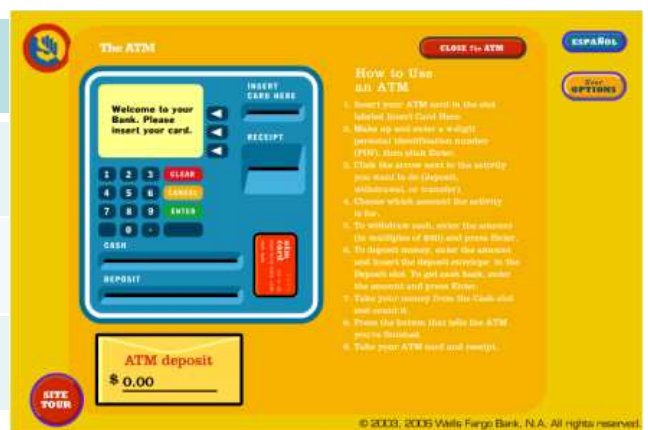 The ATM
CLOSE The ATM
ESPAÑOL
Your
OPTIONS
Welcome to your
Bank. Please
insert your card.
INSERT
CARD HERE
RECEIPT
1 2 3 CLEAR
4 5 6 CANCEL
7 8 9 ENTER
0
CASH
DEPOSIT
atm
card
ATM deposit
$ 0.00
SITE
TOUR
How to Use
an ATM
1. Insert your ATM card in the slot
labeled Insert Card Here.
2. Make up and enter a 4-digit
personal identification number
(PIN), then click Enter.
3. Click the arrow next to the activity
you want to do (deposit,
withdrawal, or transfer).
4. Choose which account the activity
is for.
5. To withdraw cash, enter the amount
(in multiples of $20) and press Enter.
6. To deposit money, enter the amount
and insert the deposit envelope in the
Deposit slot. To get cash back, enter
the amount and press Enter.
7. Take your money from the Cash slot
and count it.
8. Press the button that tells the ATM
you're finished.
9. Take your ATM card and receipt.
© 2003, 2006 Wells Fargo Bank, N.A. All rights reserved.